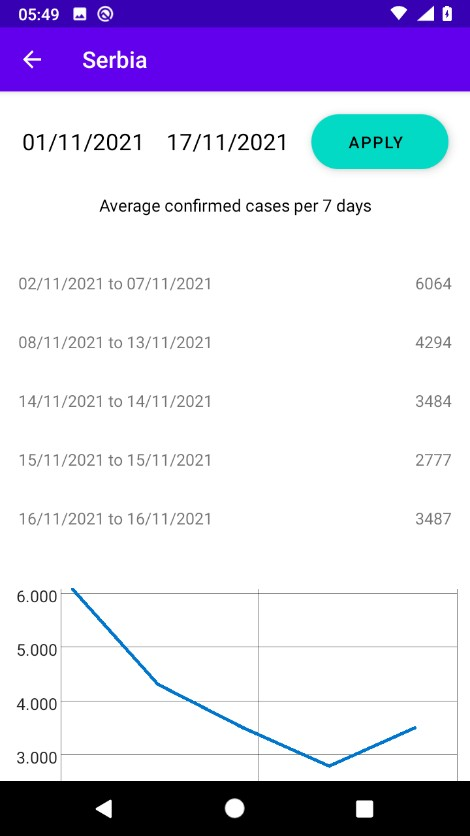 05:49
Serbia
01/11/2021 17/11/2021 APPLY
Average confirmed cases per 7 days
02/11/2021 to 07/11/2021 6064
08/11/2021 to 13/11/2021 4294
14/11/2021 to 14/11/2021 3484
15/11/2021 to 15/11/2021 2777
16/11/2021 to 16/11/2021 3487
6.000
5.000
4.000
3.000